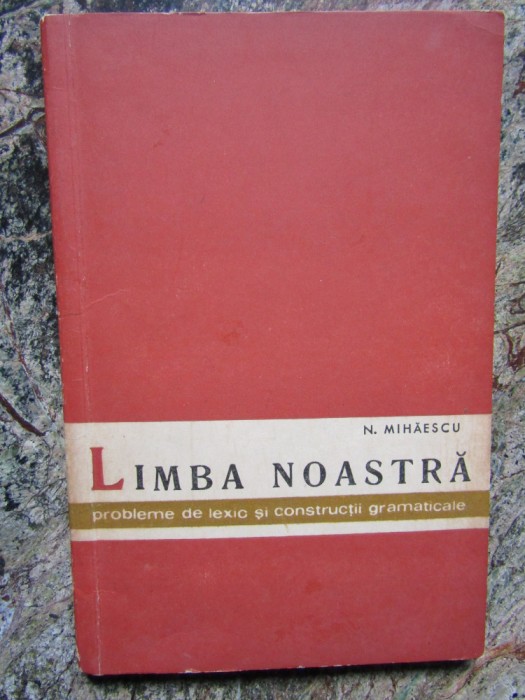 N. MIHĂESCU
LIMBA NOASTRĂ
probleme de lexic și construcții gramaticale